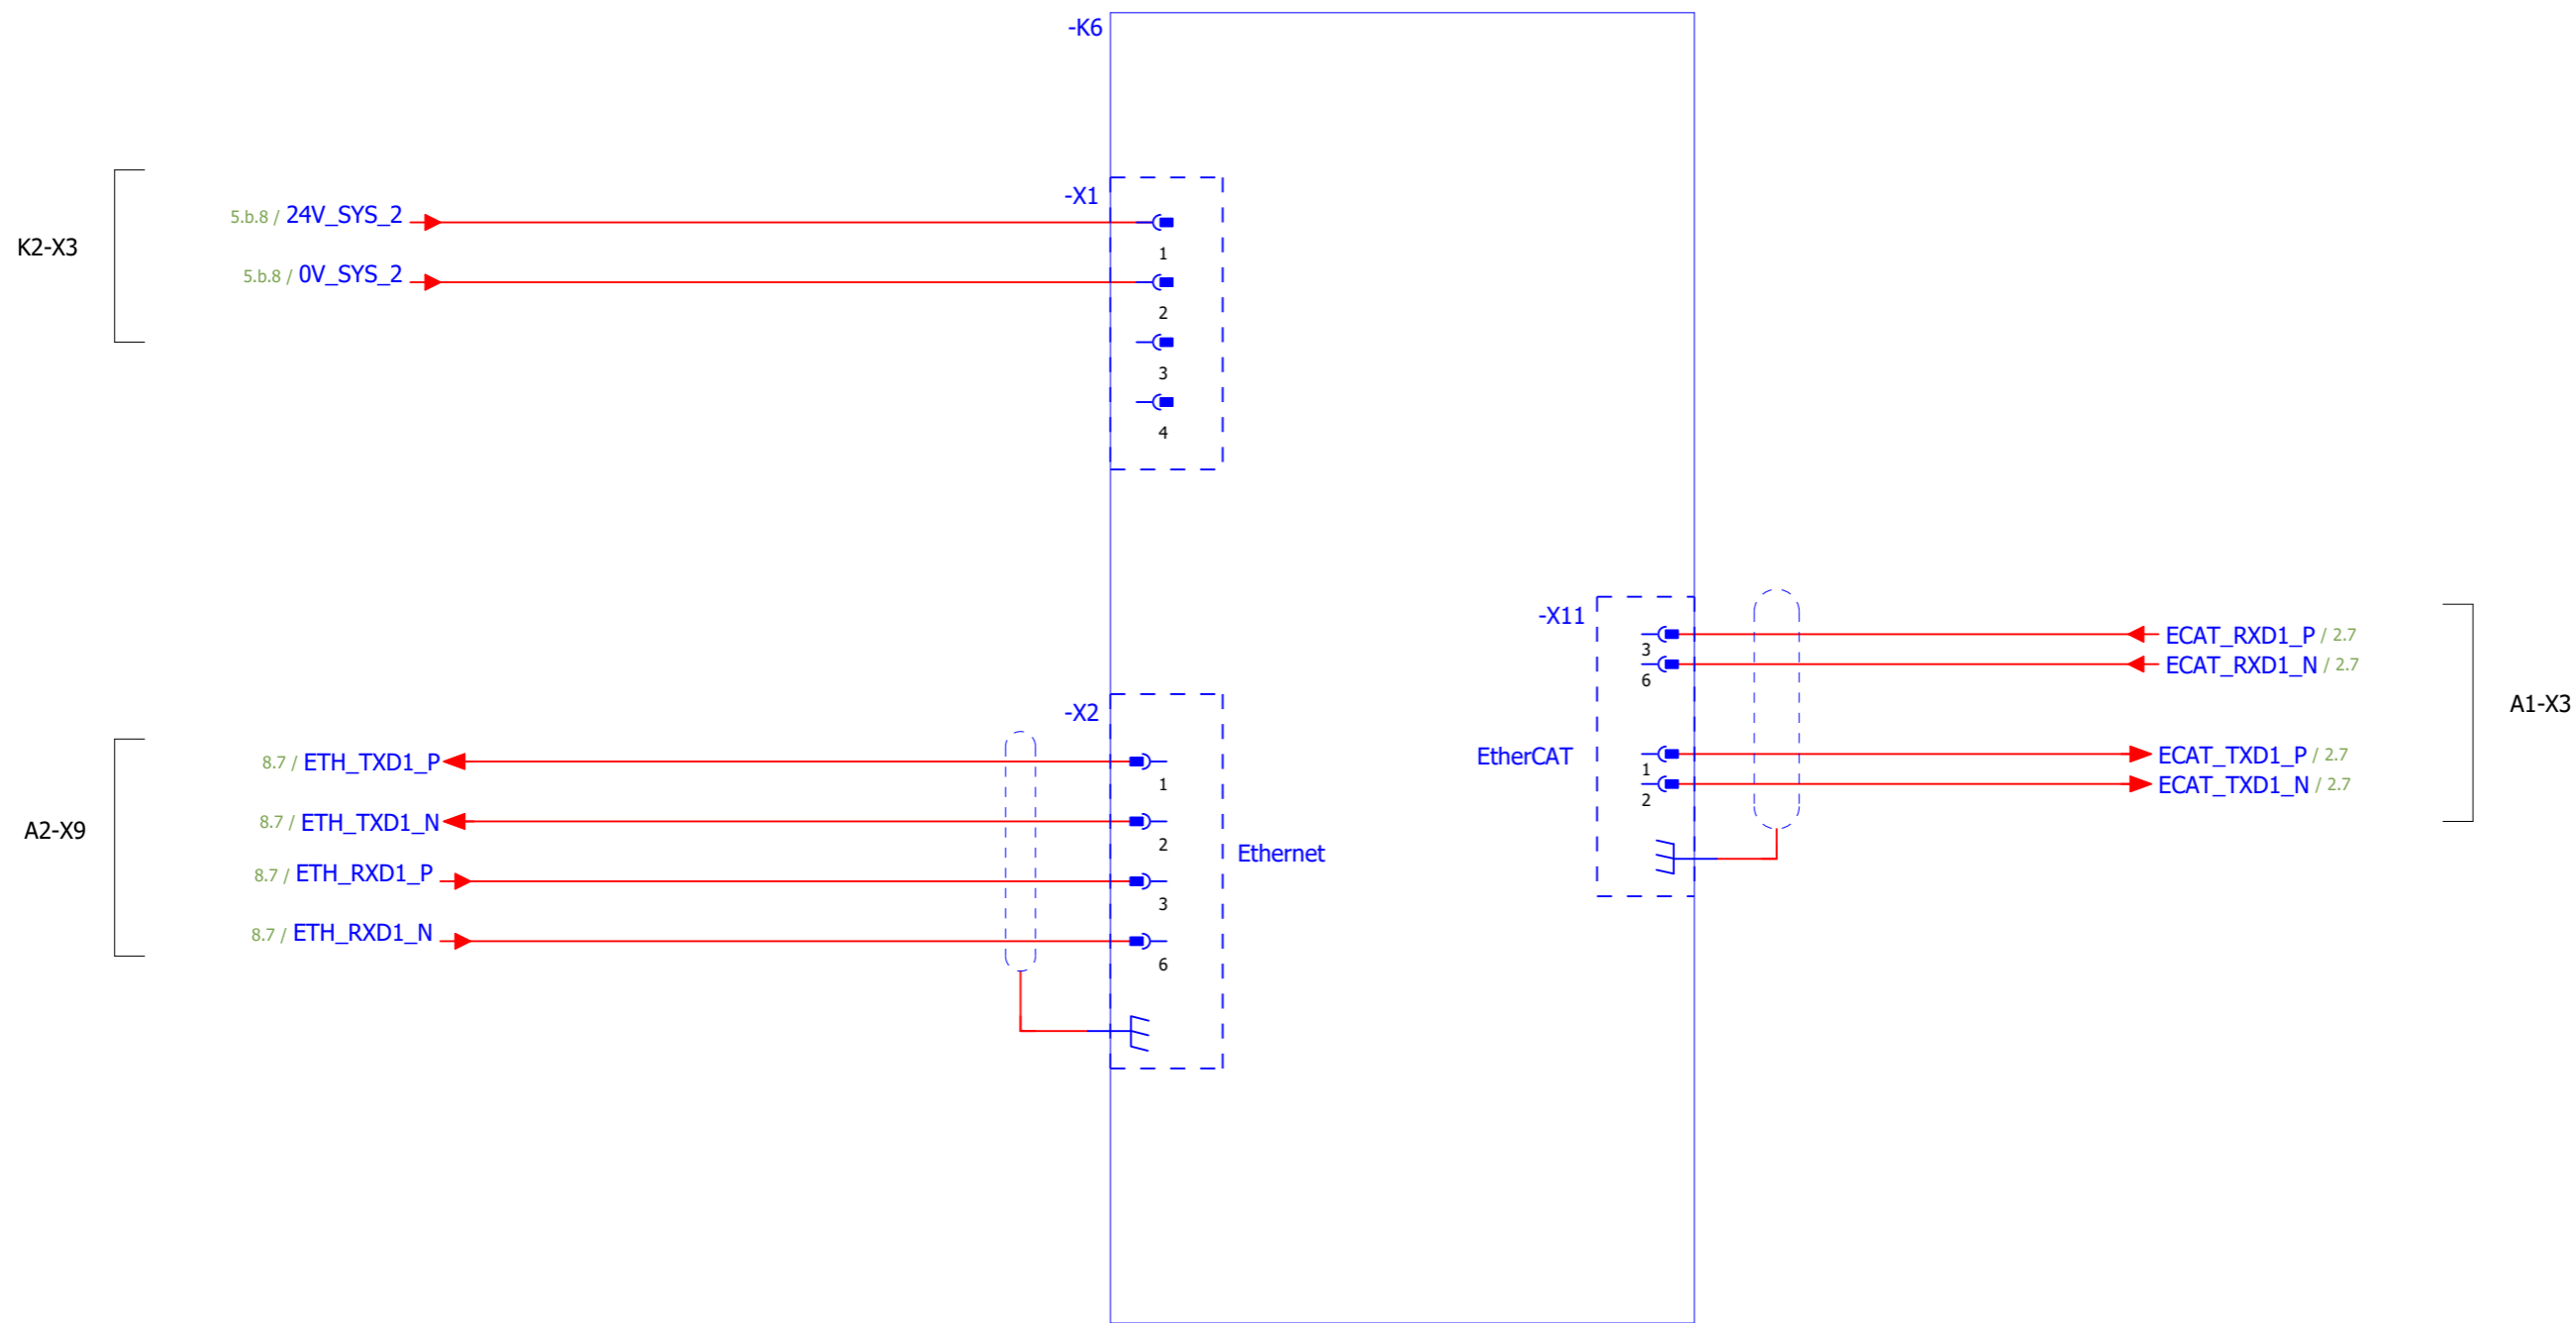 -K6
-X1
5.b.8 / 24V_SYS_2
1
K2-X3
5.b.8 / 0V_SYS_2
2
3
4
-X11
ECAT_RXD1_P / 2.7
3
ECAT_RXD1_N / 2.7
6
A1-X3
EtherCAT
ECAT_TXD1_P / 2.7
1
ECAT_TXD1_N / 2.7
2
-X2
8.7 / ETH_TXD1_P
1
8.7 / ETH_TXD1_N
2
A2-X9
Ethernet
8.7 / ETH_RXD1_P
3
8.7 / ETH_RXD1_N
6